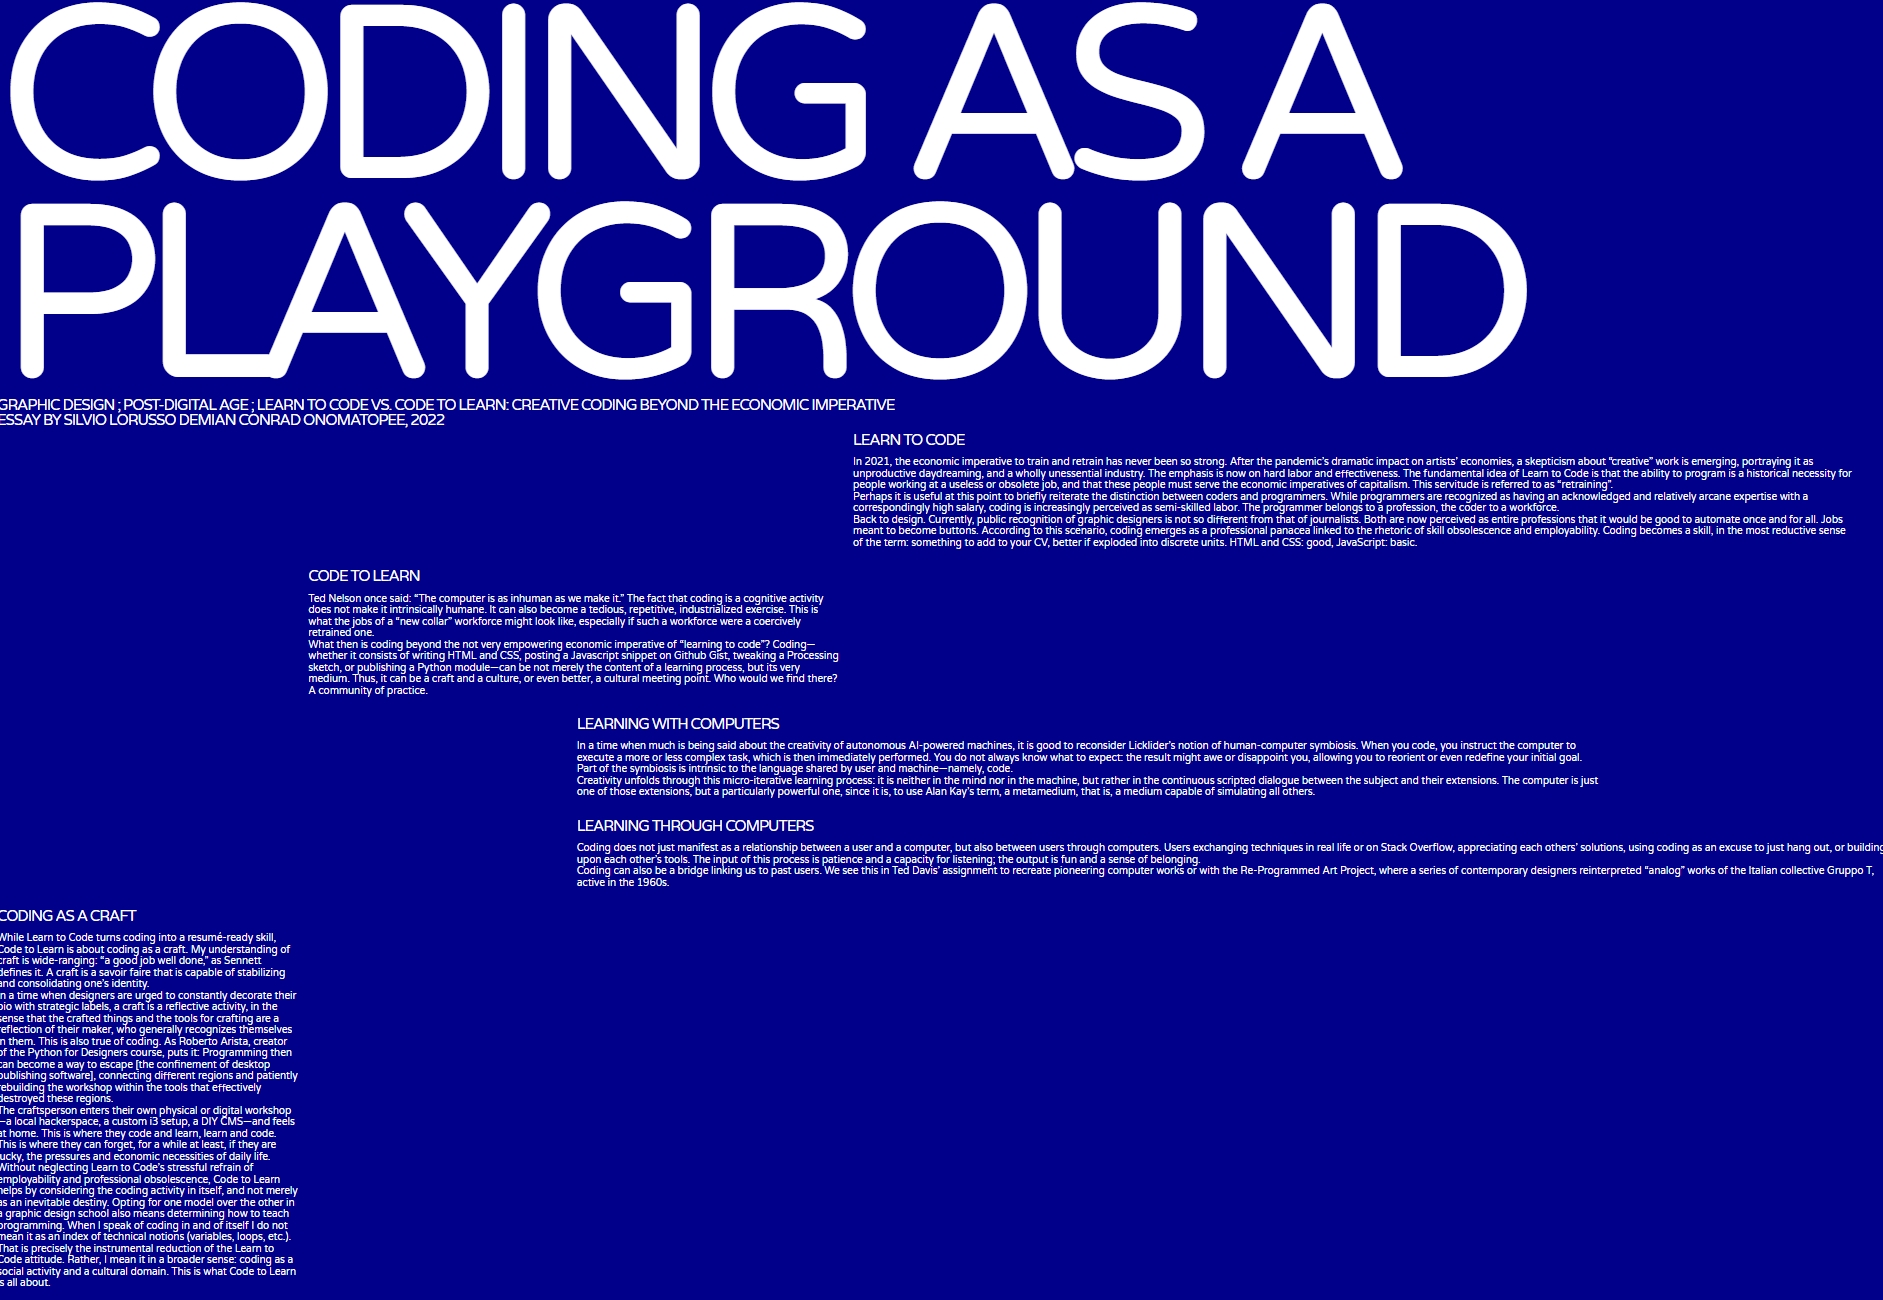 CODING AS A
PLAYGROUND
GRAPHIC DESIGN ; POST-DIGITAL AGE ; LEARN TO CODE VS. CODE TO LEARN: CREATIVE CODING BEYOND THE ECONOMIC IMPERATIVE
ESSAY BY SILVIO LORUSSO DEMIAN CONRAD ONOMATOPEE, 2022
LEARN TO CODE
In 2021, the economic imperative to train and retrain has never been so strong. After the pandemic's dramatic impact on artists' economies, a skepticism about "creative" work is emerging, portraying it as
unproductive daydreaming, and a wholly unessential industry. The emphasis is now on hard labor and effectiveness. The fundamental idea of Learn to Code is that the ability to program is a historical necessity for
people working at a useless or obsolete job, and that these people must serve the economic imperatives of capitalism. This servitude is referred to as "retraining".
Perhaps it is useful at this point to briefly reiterate the distinction between coders and programmers. While programmers are recognized as having an acknowledged and relatively arcane expertise with a
correspondingly high salary, coding is increasingly perceived as semi-skilled labor. The programmer belongs to a profession, the coder to a workforce.
Back to design. Currently, public recognition of graphic designers is not so different from that of journalists. Both are now perceived as entire professions that it would be good to automate once and for all. Jobs
meant to become buttons. According to this scenario, coding emerges as a professional panacea linked to the rhetoric of skill obsolescence and employability. Coding becomes a skill, in the most reductive sense
of the term: something to add to your CV, better if exploded into discrete units. HTML and CSS: good, JavaScript: basic.
CODE TO LEARN
Ted Nelson once said: "The computer is as inhuman as we make it." The fact that coding is a cognitive activity
does not make it intrinsically humane. It can also become a tedious, repetitive, industrialized exercise. This is
what the jobs of a "new collar" workforce might look like, especially if such a workforce were a coercively
retrained one.
What then is coding beyond the not very empowering economic imperative of "learning to code"? Coding—
whether it consists of writing HTML and CSS, posting a Javascript snippet on Github Gist, tweaking a Processing
sketch, or publishing a Python module—can be not merely the content of a learning process, but its very
medium. Thus, it can be a craft and a culture, or even better, a cultural meeting point. Who would we find there?
A community of practice.
LEARNING WITH COMPUTERS
In a time when much is being said about the creativity of autonomous AI-powered machines, it is good to reconsider Licklider's notion of human-computer symbiosis. When you code, you instruct the computer to
execute a more or less complex task, which is then immediately performed. You do not always know what to expect: the result might awe or disappoint you, allowing you to reorient or even redefine your initial goal.
Part of the symbiosis is intrinsic to the language shared by user and machine—namely, code.
Creativity unfolds through this micro-iterative learning process: it is neither in the mind nor in the machine, but rather in the continuous scripted dialogue between the subject and their extensions. The computer is just
one of those extensions, but a particularly powerful one, since it is, to use Alan Kay's term, a metamedium, that is, a medium capable of simulating all others.
LEARNING THROUGH COMPUTERS
Coding does not just manifest as a relationship between a user and a computer, but also between users through computers. Users exchanging techniques in real life or on Stack Overflow, appreciating each others' solutions, using coding as an excuse to just hang out, or building
upon each other's tools. The input of this process is patience and a capacity for listening; the output is fun and a sense of belonging.
Coding can also be a bridge linking us to past users. We see this in Ted Davis' assignment to recreate pioneering computer works or with the Re-Programmed Art Project, where a series of contemporary designers reinterpreted "analog" works of the Italian collective Gruppo T,
active in the 1960s.
CODING AS A CRAFT
While Learn to Code turns coding into a resumé-ready skill,
Code to Learn is about coding as a craft. My understanding of
craft is wide-ranging: "a good job well done," as Sennett
defines it. A craft is a savoir faire that is capable of stabilizing
and consolidating one's identity.
In a time when designers are urged to constantly decorate their
bio with strategic labels, a craft is a reflective activity, in the
sense that the crafted things and the tools for crafting are a
reflection of their maker, who generally recognizes themselves
in them. This is also true of coding. As Roberto Arista, creator
of the Python for Designers course, puts it: Programming then
can become a way to escape [the confinement of desktop
publishing software], connecting different regions and patiently
rebuilding the workshop within the tools that effectively
destroyed these regions.
The craftsperson enters their own physical or digital workshop
—a local hackerspace, a custom i3 setup, a DIY CMS—and feels
at home. This is where they code and learn, learn and code.
This is where they can forget, for a while at least, if they are
lucky, the pressures and economic necessities of daily life.
Without neglecting Learn to Code's stressful refrain of
employability and professional obsolescence, Code to Learn
helps by considering the coding activity in itself, and not merely
as an inevitable destiny. Opting for one model over the other in
a graphic design school also means determining how to teach
programming. When I speak of coding in and of itself I do not
mean it as an index of technical notions (variables, loops, etc.).
That is precisely the instrumental reduction of the Learn to
Code attitude. Rather, I mean it in a broader sense: coding as a
social activity and a cultural domain. This is what Code to Learn
is all about.